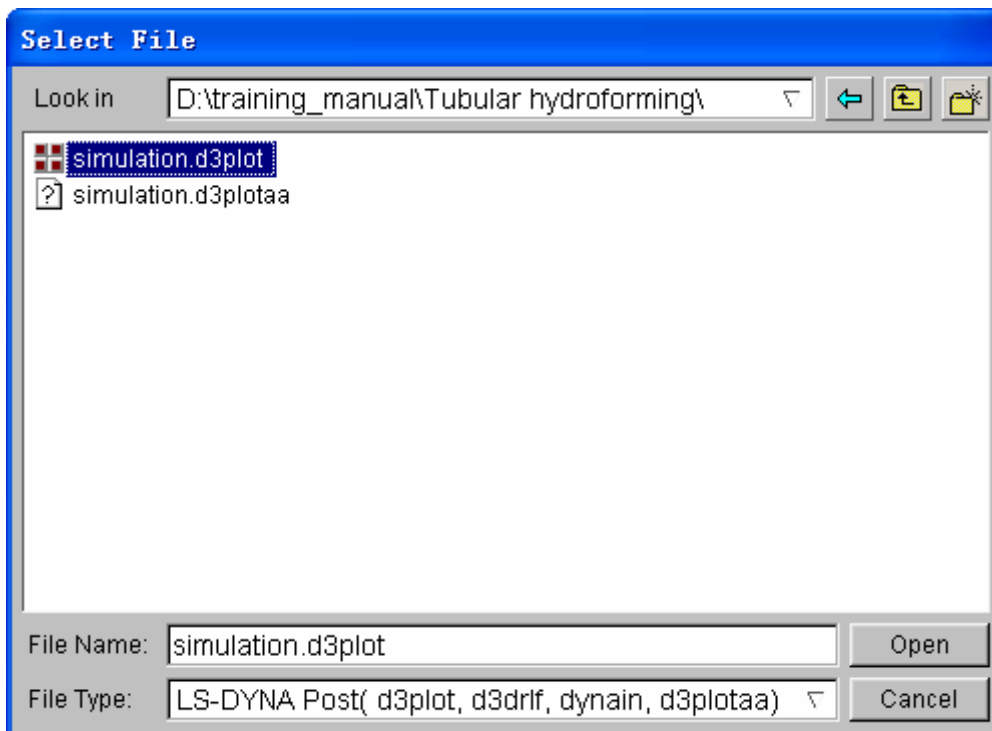 Select File
Look in D:\training_manual\Tubular hydroforming\
simulation.d3plot
simulation.d3plotaa
File Name: simulation.d3plot Open
File Type: LS-DYNA Post( d3plot, d3drlf, dynain, d3plotaa) Cancel